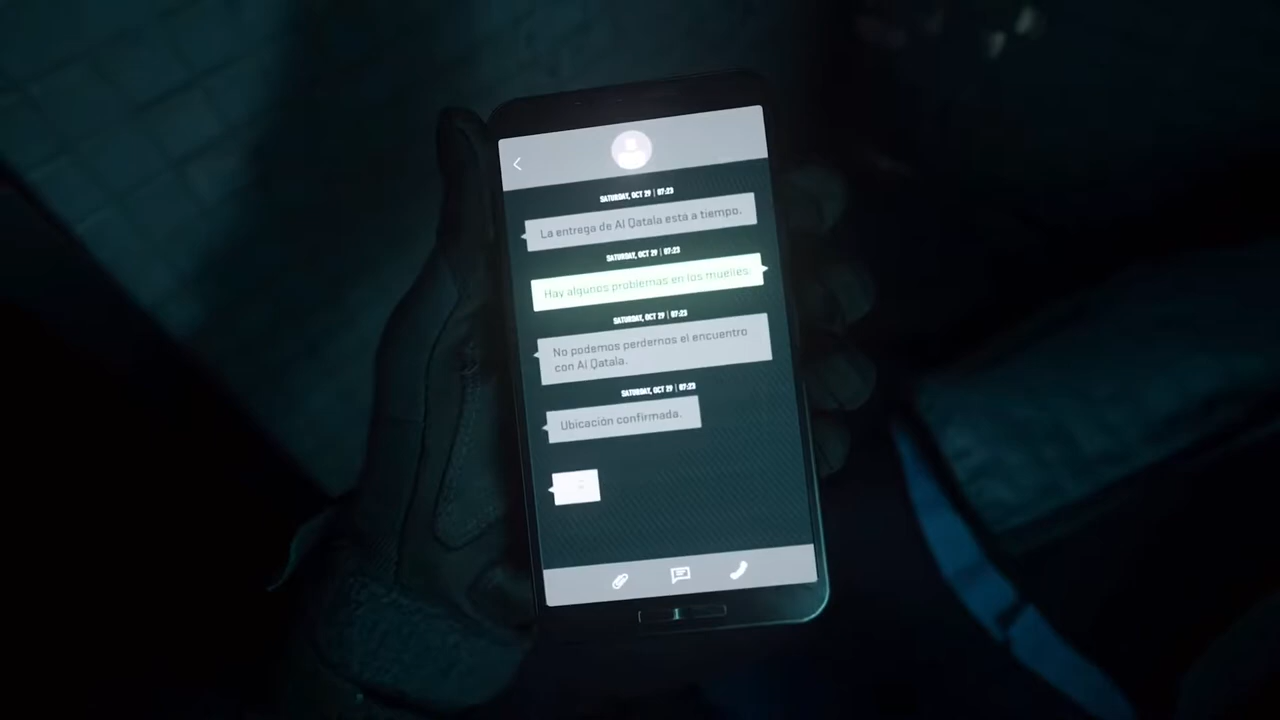 SATURDAY, OCT 29 | 07:23
La entrega de Al Qatala está a tiempo.
SATURDAY, OCT 29 | 07:23
Hay algunos problemas en los muelles.
SATURDAY, OCT 29 | 07:23
No podemos perdernos el encuentro
con Al Qatala.
SATURDAY, OCT 29 | 07:23
Ubicación confirmada.